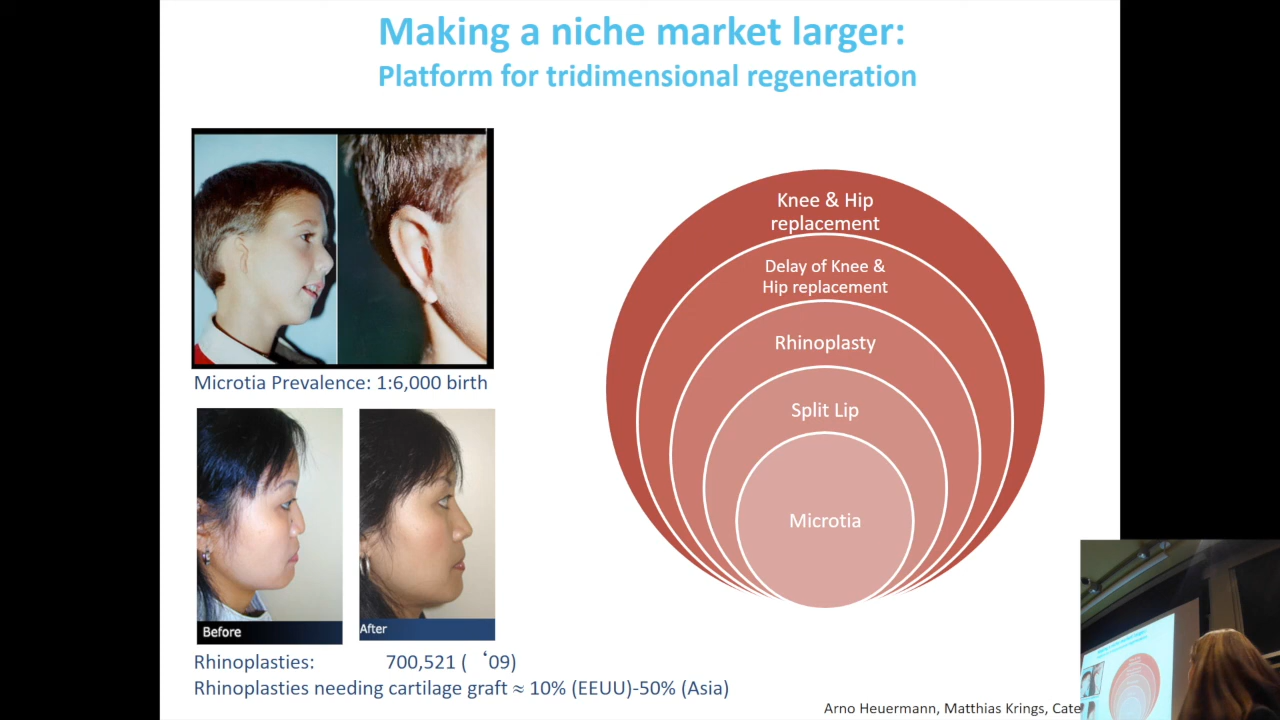 Making a niche market larger:
Platform for tridimensional regeneration
Microtia Prevalence: 1:6,000 birth
Before
After
Rhinoplasties: 700,521 ( ‘09)
Rhinoplasties needing cartilage graft ≈ 10% (EEUU)-50% (Asia)
Knee & Hip
replacement
Delay of Knee &
Hip replacement
Rhinoplasty
Split Lip
Microtia
Arno Heuermann, Matthias Krings, Cate